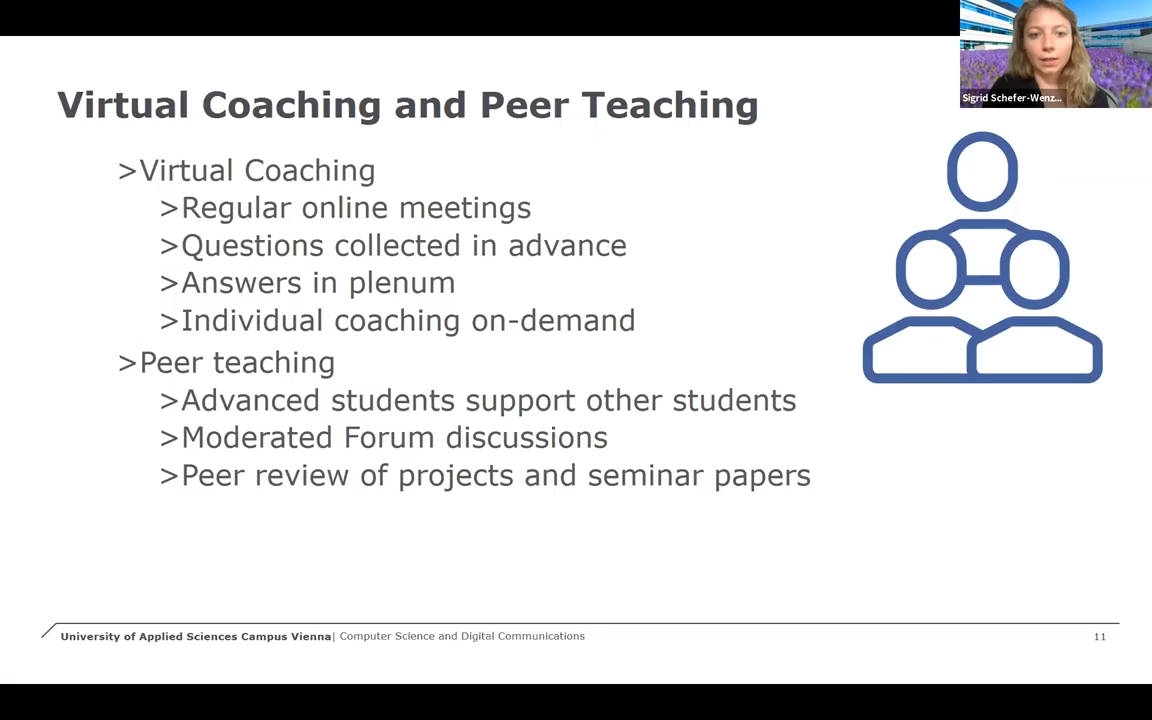 Sigrid Schefer-Wenz...
Virtual Coaching and Peer Teaching
>Virtual Coaching
>Regular online meetings
>Questions collected in advance
>Answers in plenum
>Individual coaching on-demand
>Peer teaching
>Advanced students support other students
>Moderated Forum discussions
>Peer review of projects and seminar papers
University of Applied Sciences Campus Vienna| Computer Science and Digital Communications
11